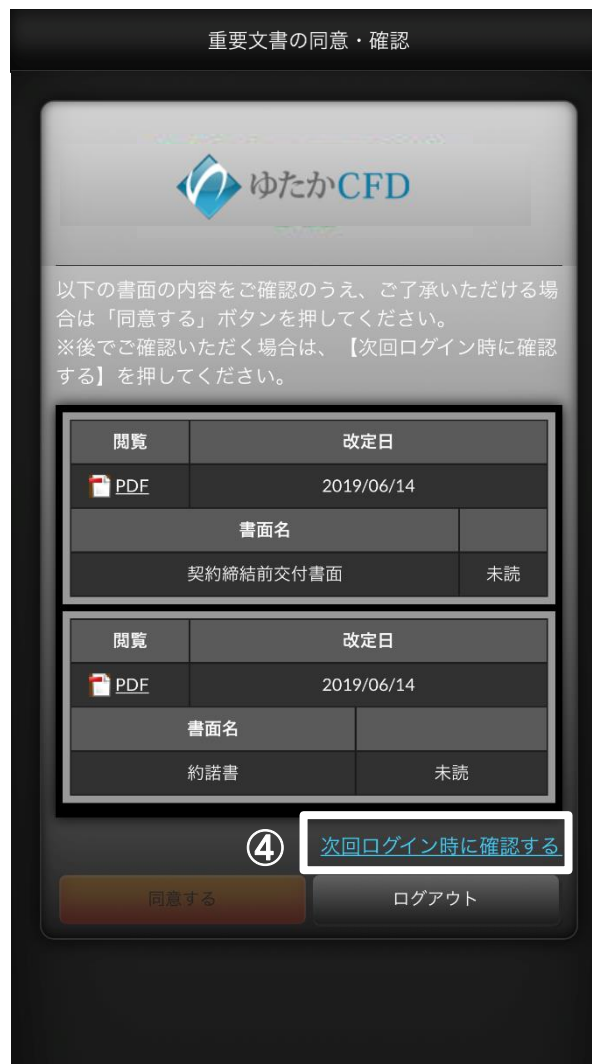 重要文書の同意・確認
ゆたかCFD
以下の書面の内容をご確認のうえ、ご了承いただける場
合は「同意する」ボタンを押してください。
※後でご確認いただく場合は、【次回ログイン時に確認
する】を押してください。
閲覧 改定日
PDF 2019/06/14
書面名
契約締結前交付書面 未読
閲覧 改定日
PDF 2019/06/14
書面名
約諾書 未読
④ 次回ログイン時に確認する
同意する ログアウト